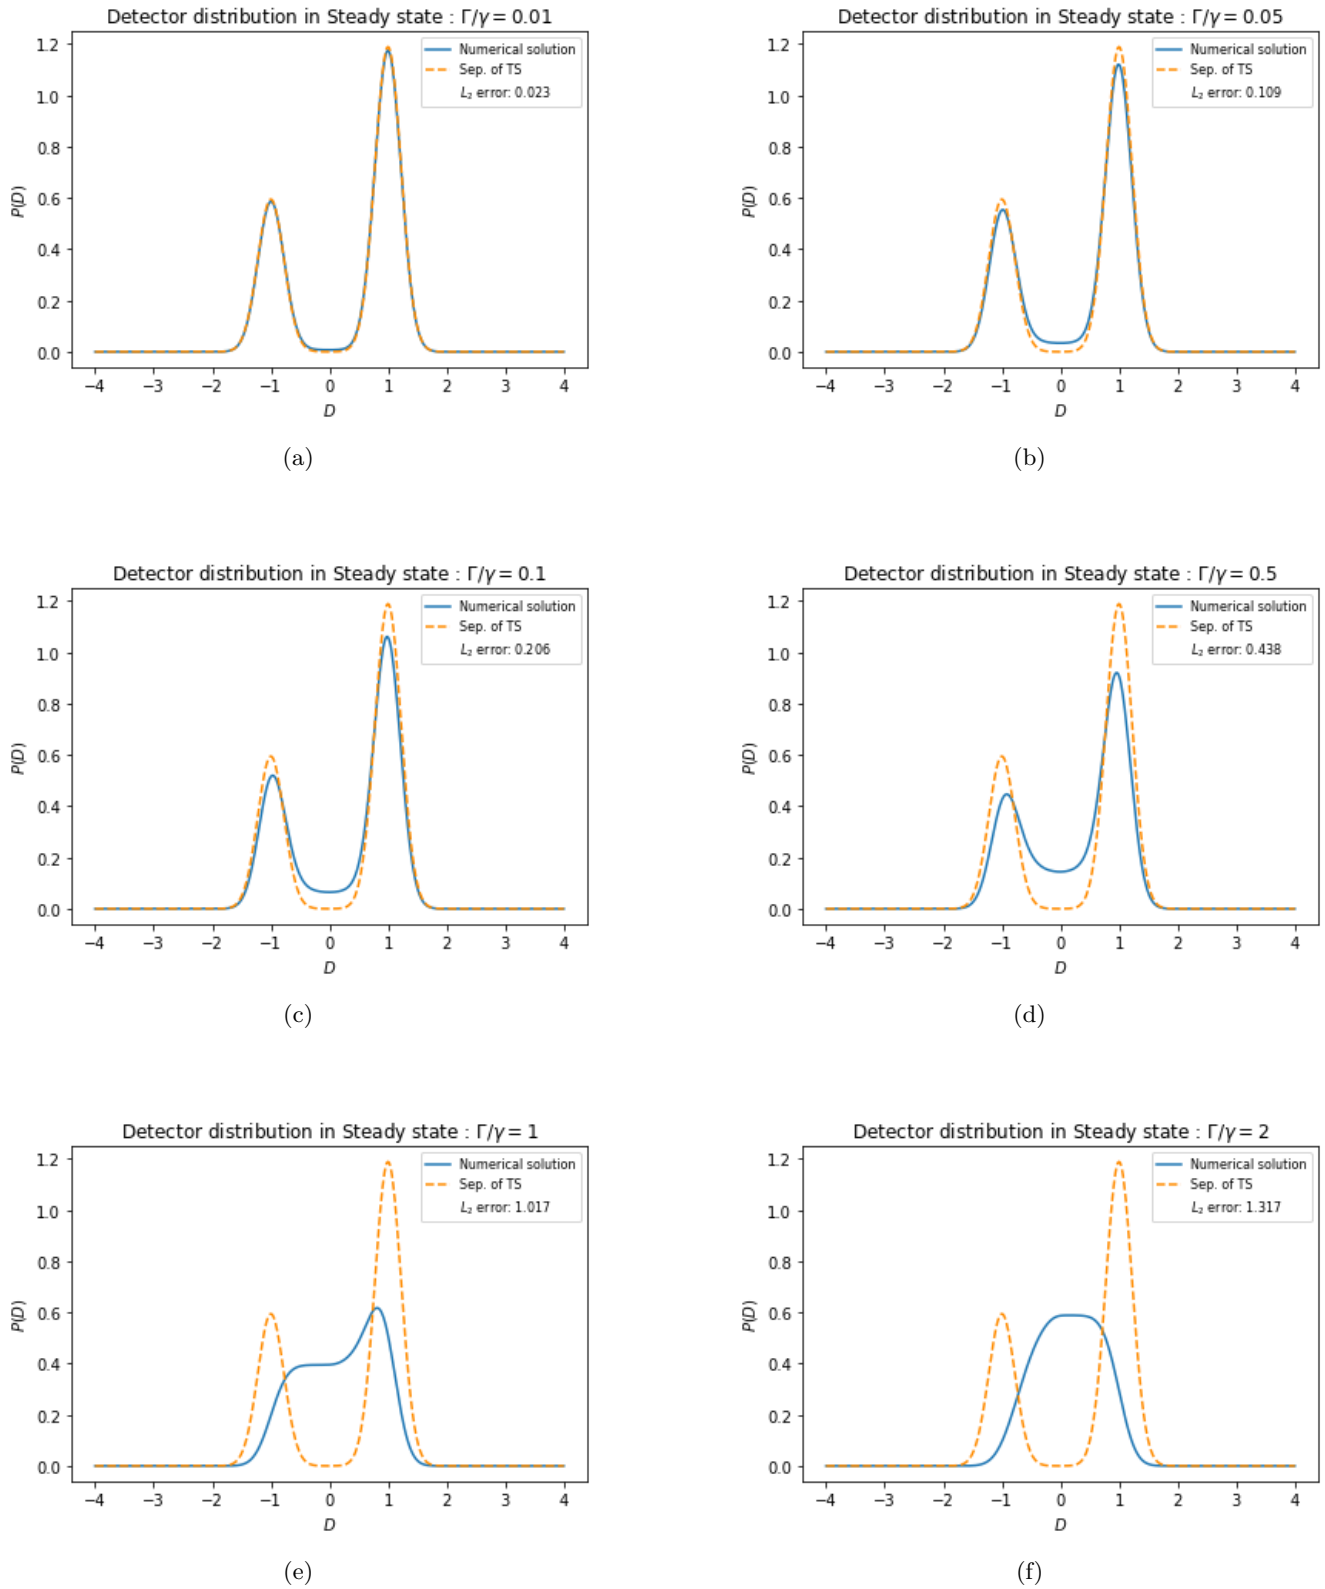 Detector distribution in Steady state : Γ/γ = 0.01
Numerical solution
Sep. of TS
L₂ error: 0.023
P(D)
1.2
1.0
0.8
0.6
0.4
0.2
0.0
−4 −3 −2 −1 0 1 2 3 4
D
(a)
Detector distribution in Steady state : Γ/γ = 0.05
Numerical solution
Sep. of TS
L₂ error: 0.109
P(D)
1.2
1.0
0.8
0.6
0.4
0.2
0.0
−4 −3 −2 −1 0 1 2 3 4
D
(b)
Detector distribution in Steady state : Γ/γ = 0.1
Numerical solution
Sep. of TS
L₂ error: 0.206
P(D)
1.2
1.0
0.8
0.6
0.4
0.2
0.0
−4 −3 −2 −1 0 1 2 3 4
D
(c)
Detector distribution in Steady state : Γ/γ = 0.5
Numerical solution
Sep. of TS
L₂ error: 0.438
P(D)
1.2
1.0
0.8
0.6
0.4
0.2
0.0
−4 −3 −2 −1 0 1 2 3 4
D
(d)
Detector distribution in Steady state : Γ/γ = 1
Numerical solution
Sep. of TS
L₂ error: 1.017
P(D)
1.2
1.0
0.8
0.6
0.4
0.2
0.0
−4 −3 −2 −1 0 1 2 3 4
D
(e)
Detector distribution in Steady state : Γ/γ = 2
Numerical solution
Sep. of TS
L₂ error: 1.317
P(D)
1.2
1.0
0.8
0.6
0.4
0.2
0.0
−4 −3 −2 −1 0 1 2 3 4
D
(f)